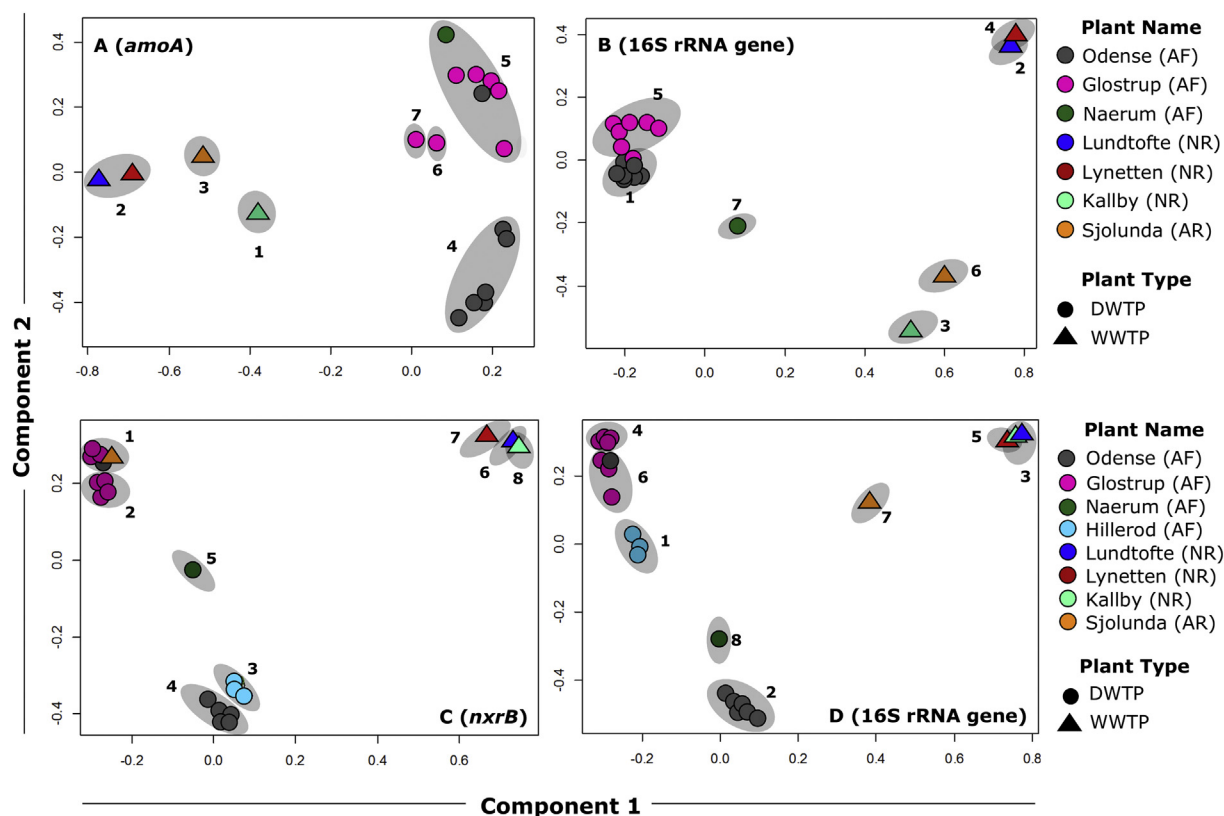 A (amoA)
0.4
0.2
0.0
-0.2
-0.4
-0.8
-0.6
-0.4
-0.2
0.0
0.2
5
7
6
3
2
1
4
B (16S rRNA gene)
0.4
0.2
0.0
-0.2
-0.4
-0.2
0.0
0.2
0.4
0.6
0.8
4
2
5
1
7
6
3
Plant Name
Odense (AF)
Glostrup (AF)
Naerum (AF)
Lundtofte (NR)
Lynetten (NR)
Kallby (NR)
Sjolunda (AR)
Plant Type
DWTP
WWTP
Component 2
C (nxrB)
0.2
0.0
-0.2
-0.4
-0.2
0.0
0.2
0.4
0.6
1
2
5
3
4
7
6
8
D (16S rRNA gene)
0.2
0.0
-0.2
-0.4
-0.2
0.0
0.2
0.4
0.6
0.8
4
6
1
8
2
5
3
7
Plant Name
Odense (AF)
Glostrup (AF)
Naerum (AF)
Hillerod (AF)
Lundtofte (NR)
Lynetten (NR)
Kallby (NR)
Sjolunda (AR)
Plant Type
DWTP
WWTP
Component 1